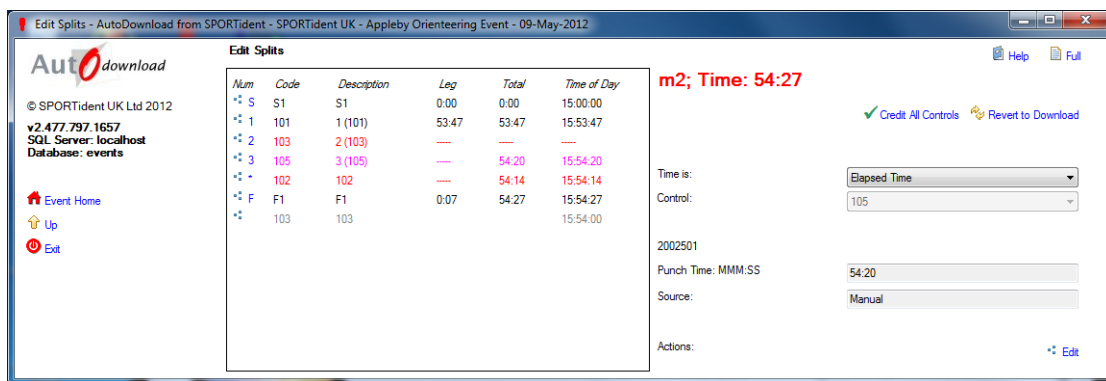 Edit Splits - AutoDownload from SPORTident - SPORTident UK - Appleby Orienteering Event - 09-May-2012
AutOdownload
© SPORTident UK Ltd 2012
v2.477.797.1657
SQL Server: localhost
Database: events
Event Home
Up
Exit
Edit Splits
Num Code Description Leg Total Time of Day
S S1 S1 0:00 0:00 15:00:00
1 101 1 (101) 53:47 53:47 15:53:47
2 103 2 (103) ----- ----- -----
3 105 3 (105) ----- 54:20 15:54:20
* 102 102 ----- 54:14 15:54:14
F F1 F1 0:07 54:27 15:54:27
103 103 15:54:00
Help Full
m2; Time: 54:27
Credit All Controls Revert to Download
Time is: Elapsed Time
Control: 105
2002501
Punch Time: MMM:SS 54:20
Source: Manual
Actions: Edit